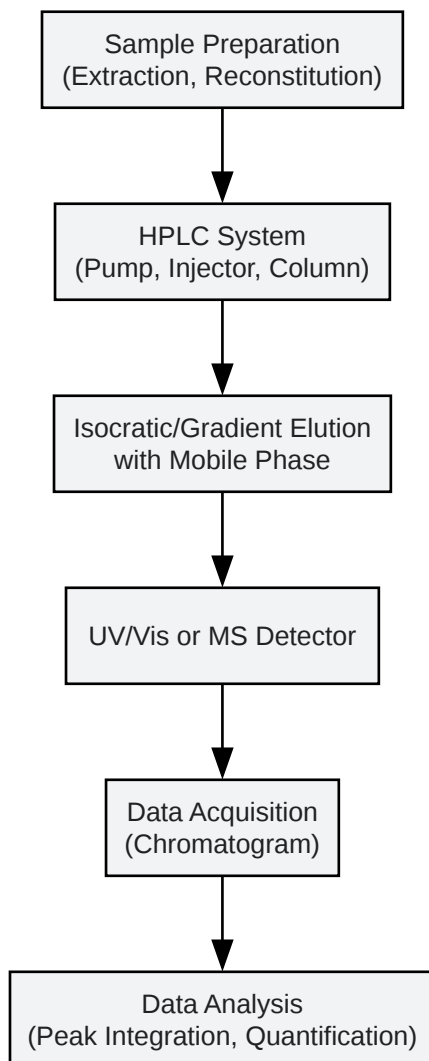 Sample Preparation
(Extraction, Reconstitution)
HPLC System
(Pump, Injector, Column)
Isocratic/Gradient Elution
with Mobile Phase
UV/Vis or MS Detector
Data Acquisition
(Chromatogram)
Data Analysis
(Peak Integration, Quantification)